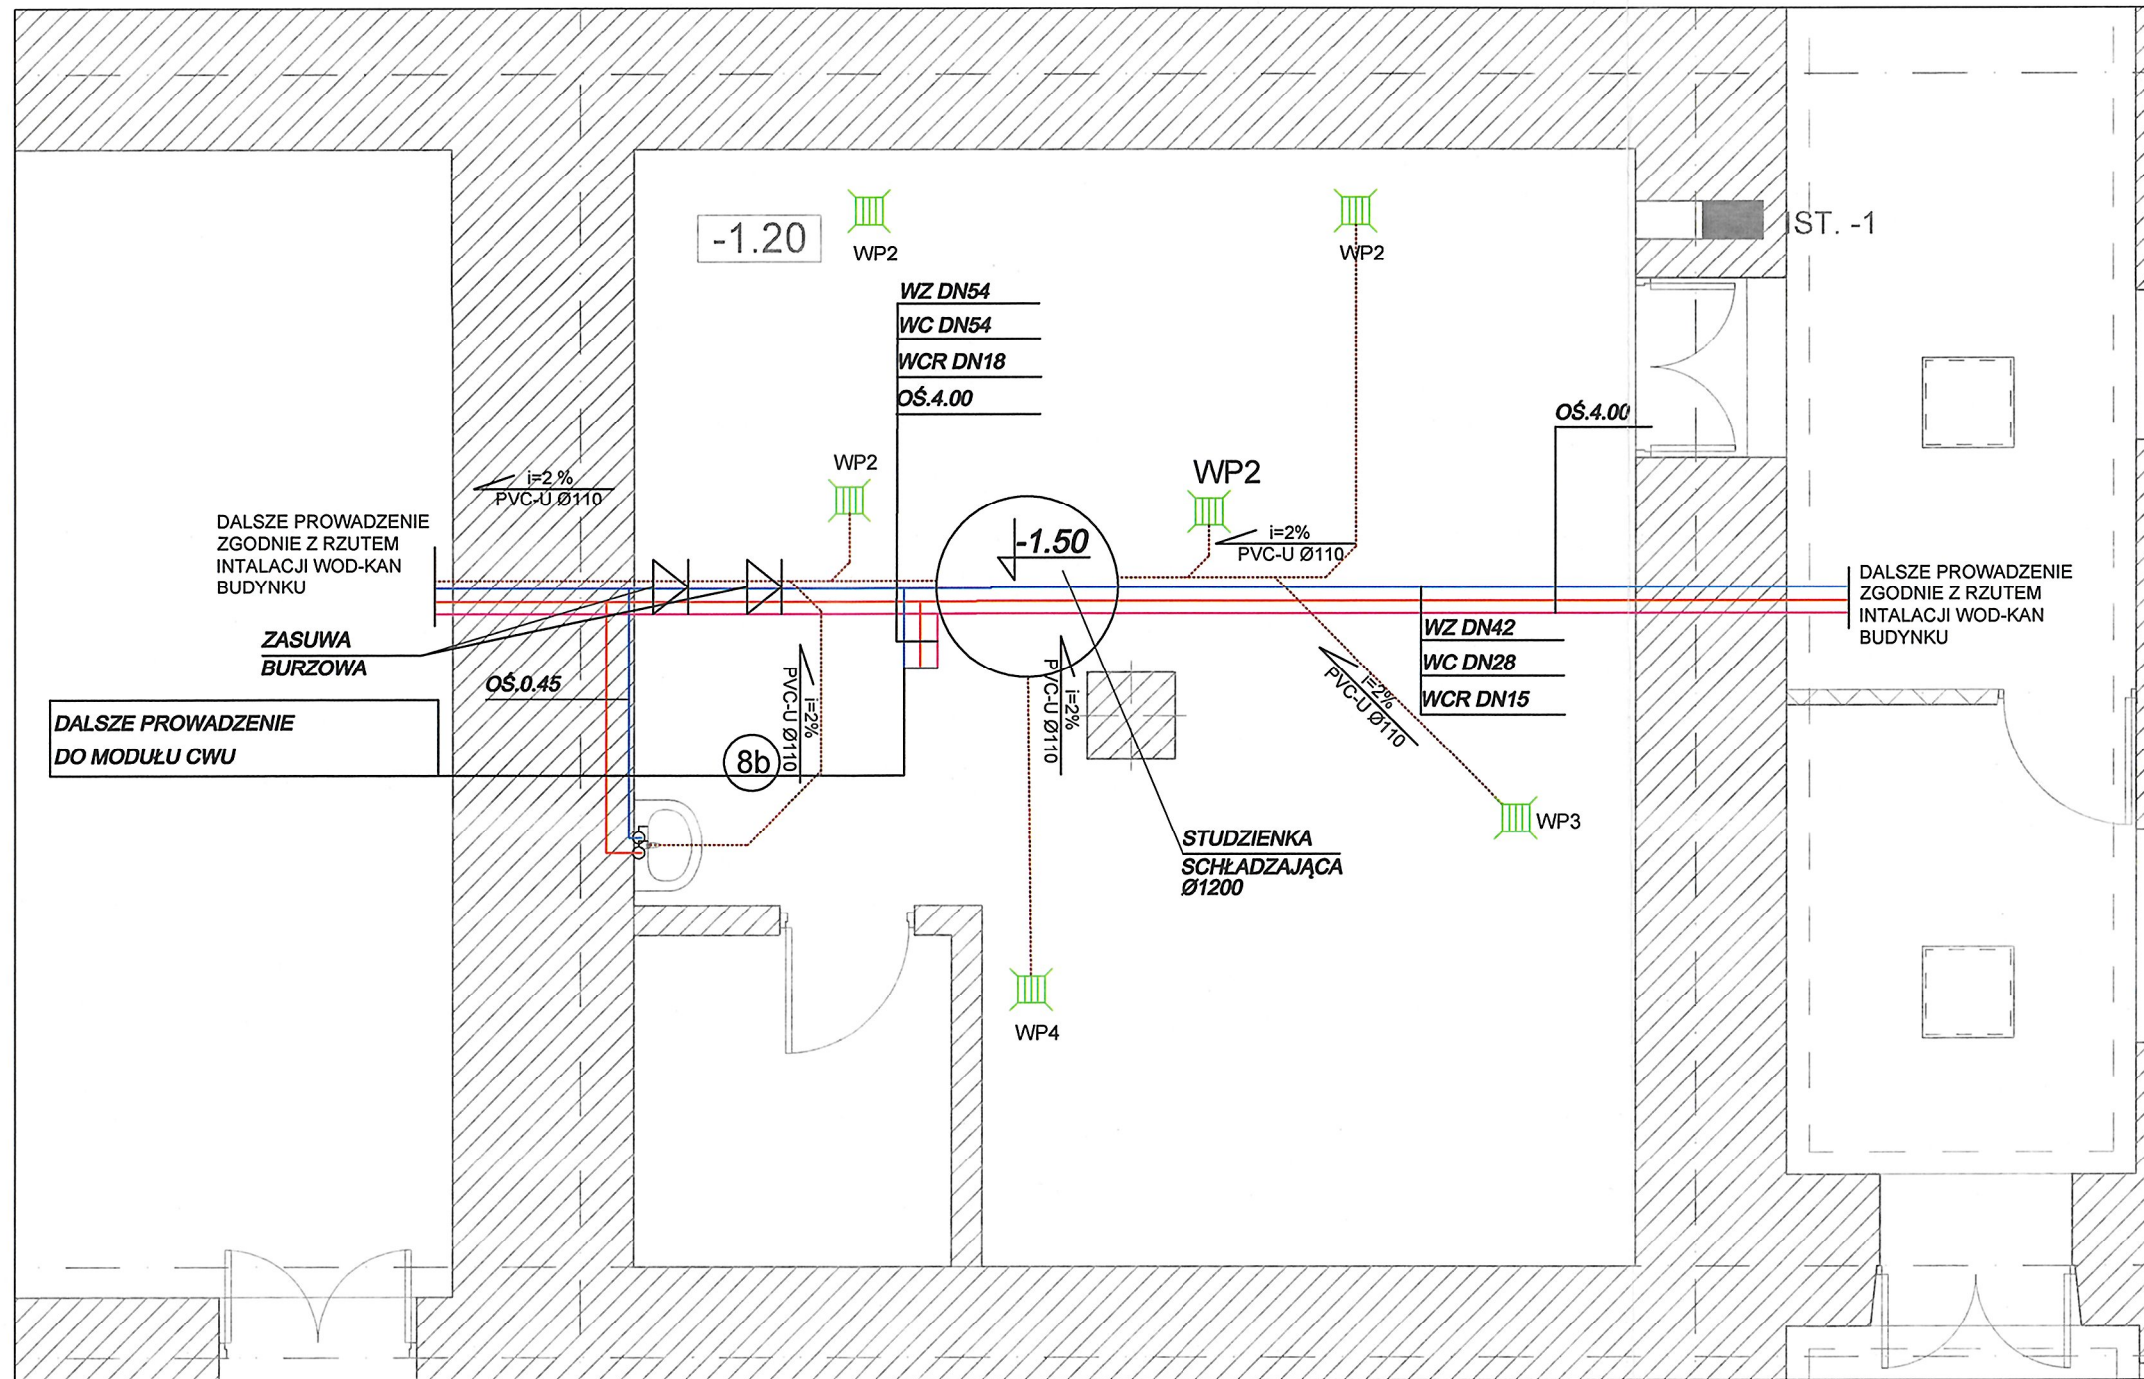 IST. -1
-1.20
WP2
WP2
WZ DN54
WC DN54
WCR DN18
OŚ.4.00
OŚ.4.00
WP2
WP2
i=2 %
PVC-U Ø110
DALSZE PROWADZENIE
ZGODNIE Z RZUTEM
INTALACJI WOD-KAN
BUDYNKU
-1.50
i=2%
PVC-U Ø110
DALSZE PROWADZENIE
ZGODNIE Z RZUTEM
INTALACJI WOD-KAN
BUDYNKU
ZASUWA
BURZOWA
OŚ.0.45
WZ DN42
WC DN28
WCR DN15
i=2%
PVC-U Ø110
i=2%
PVC-U Ø110
i=2%
PVC-U Ø110
DALSZE PROWADZENIE
DO MODUŁU CWU
8b
WP3
STUDZIENKA
SCHŁADZAJĄCA
Ø1200
WP4